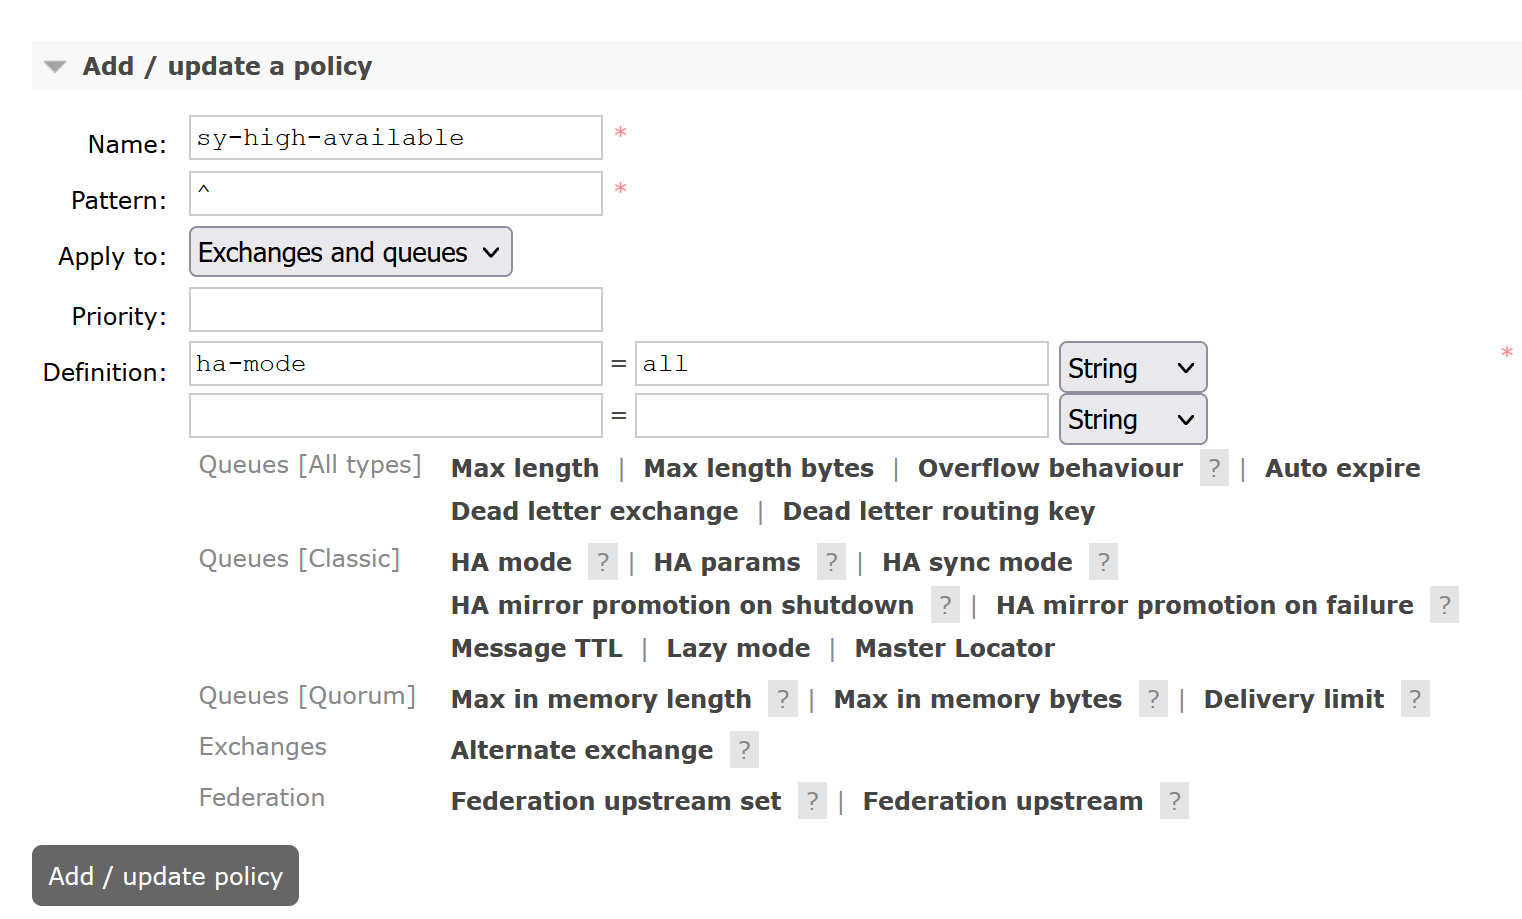 Add / update a policy
Name: sy-high-available *
Pattern: ^ *
Apply to: Exchanges and queues
Priority:
Definition: ha-mode = all String *
= String
Queues [All types] Max length | Max length bytes | Overflow behaviour ? | Auto expire
Dead letter exchange | Dead letter routing key
Queues [Classic] HA mode ? | HA params ? | HA sync mode ?
HA mirror promotion on shutdown ? | HA mirror promotion on failure ?
Message TTL | Lazy mode | Master Locator
Queues [Quorum] Max in memory length ? | Max in memory bytes ? | Delivery limit ?
Exchanges Alternate exchange ?
Federation Federation upstream set ? | Federation upstream ?
Add / update policy